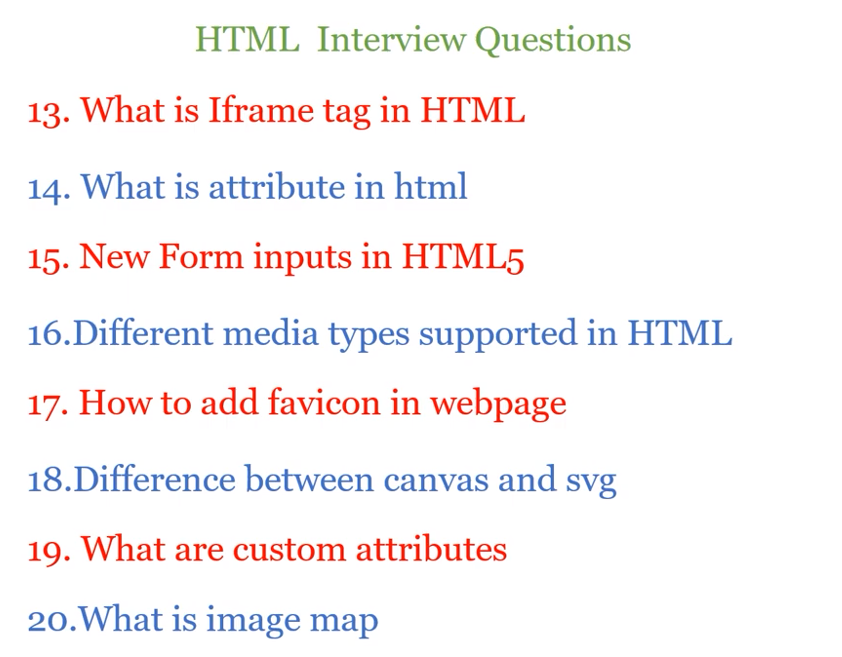 HTML  Interview Questions
13. What is Iframe tag in HTML
14. What is attribute in html
15. New Form inputs in HTML5
16.Different media types supported in HTML
17. How to add favicon in webpage
18.Difference between canvas and svg
19. What are custom attributes
20.What is image map